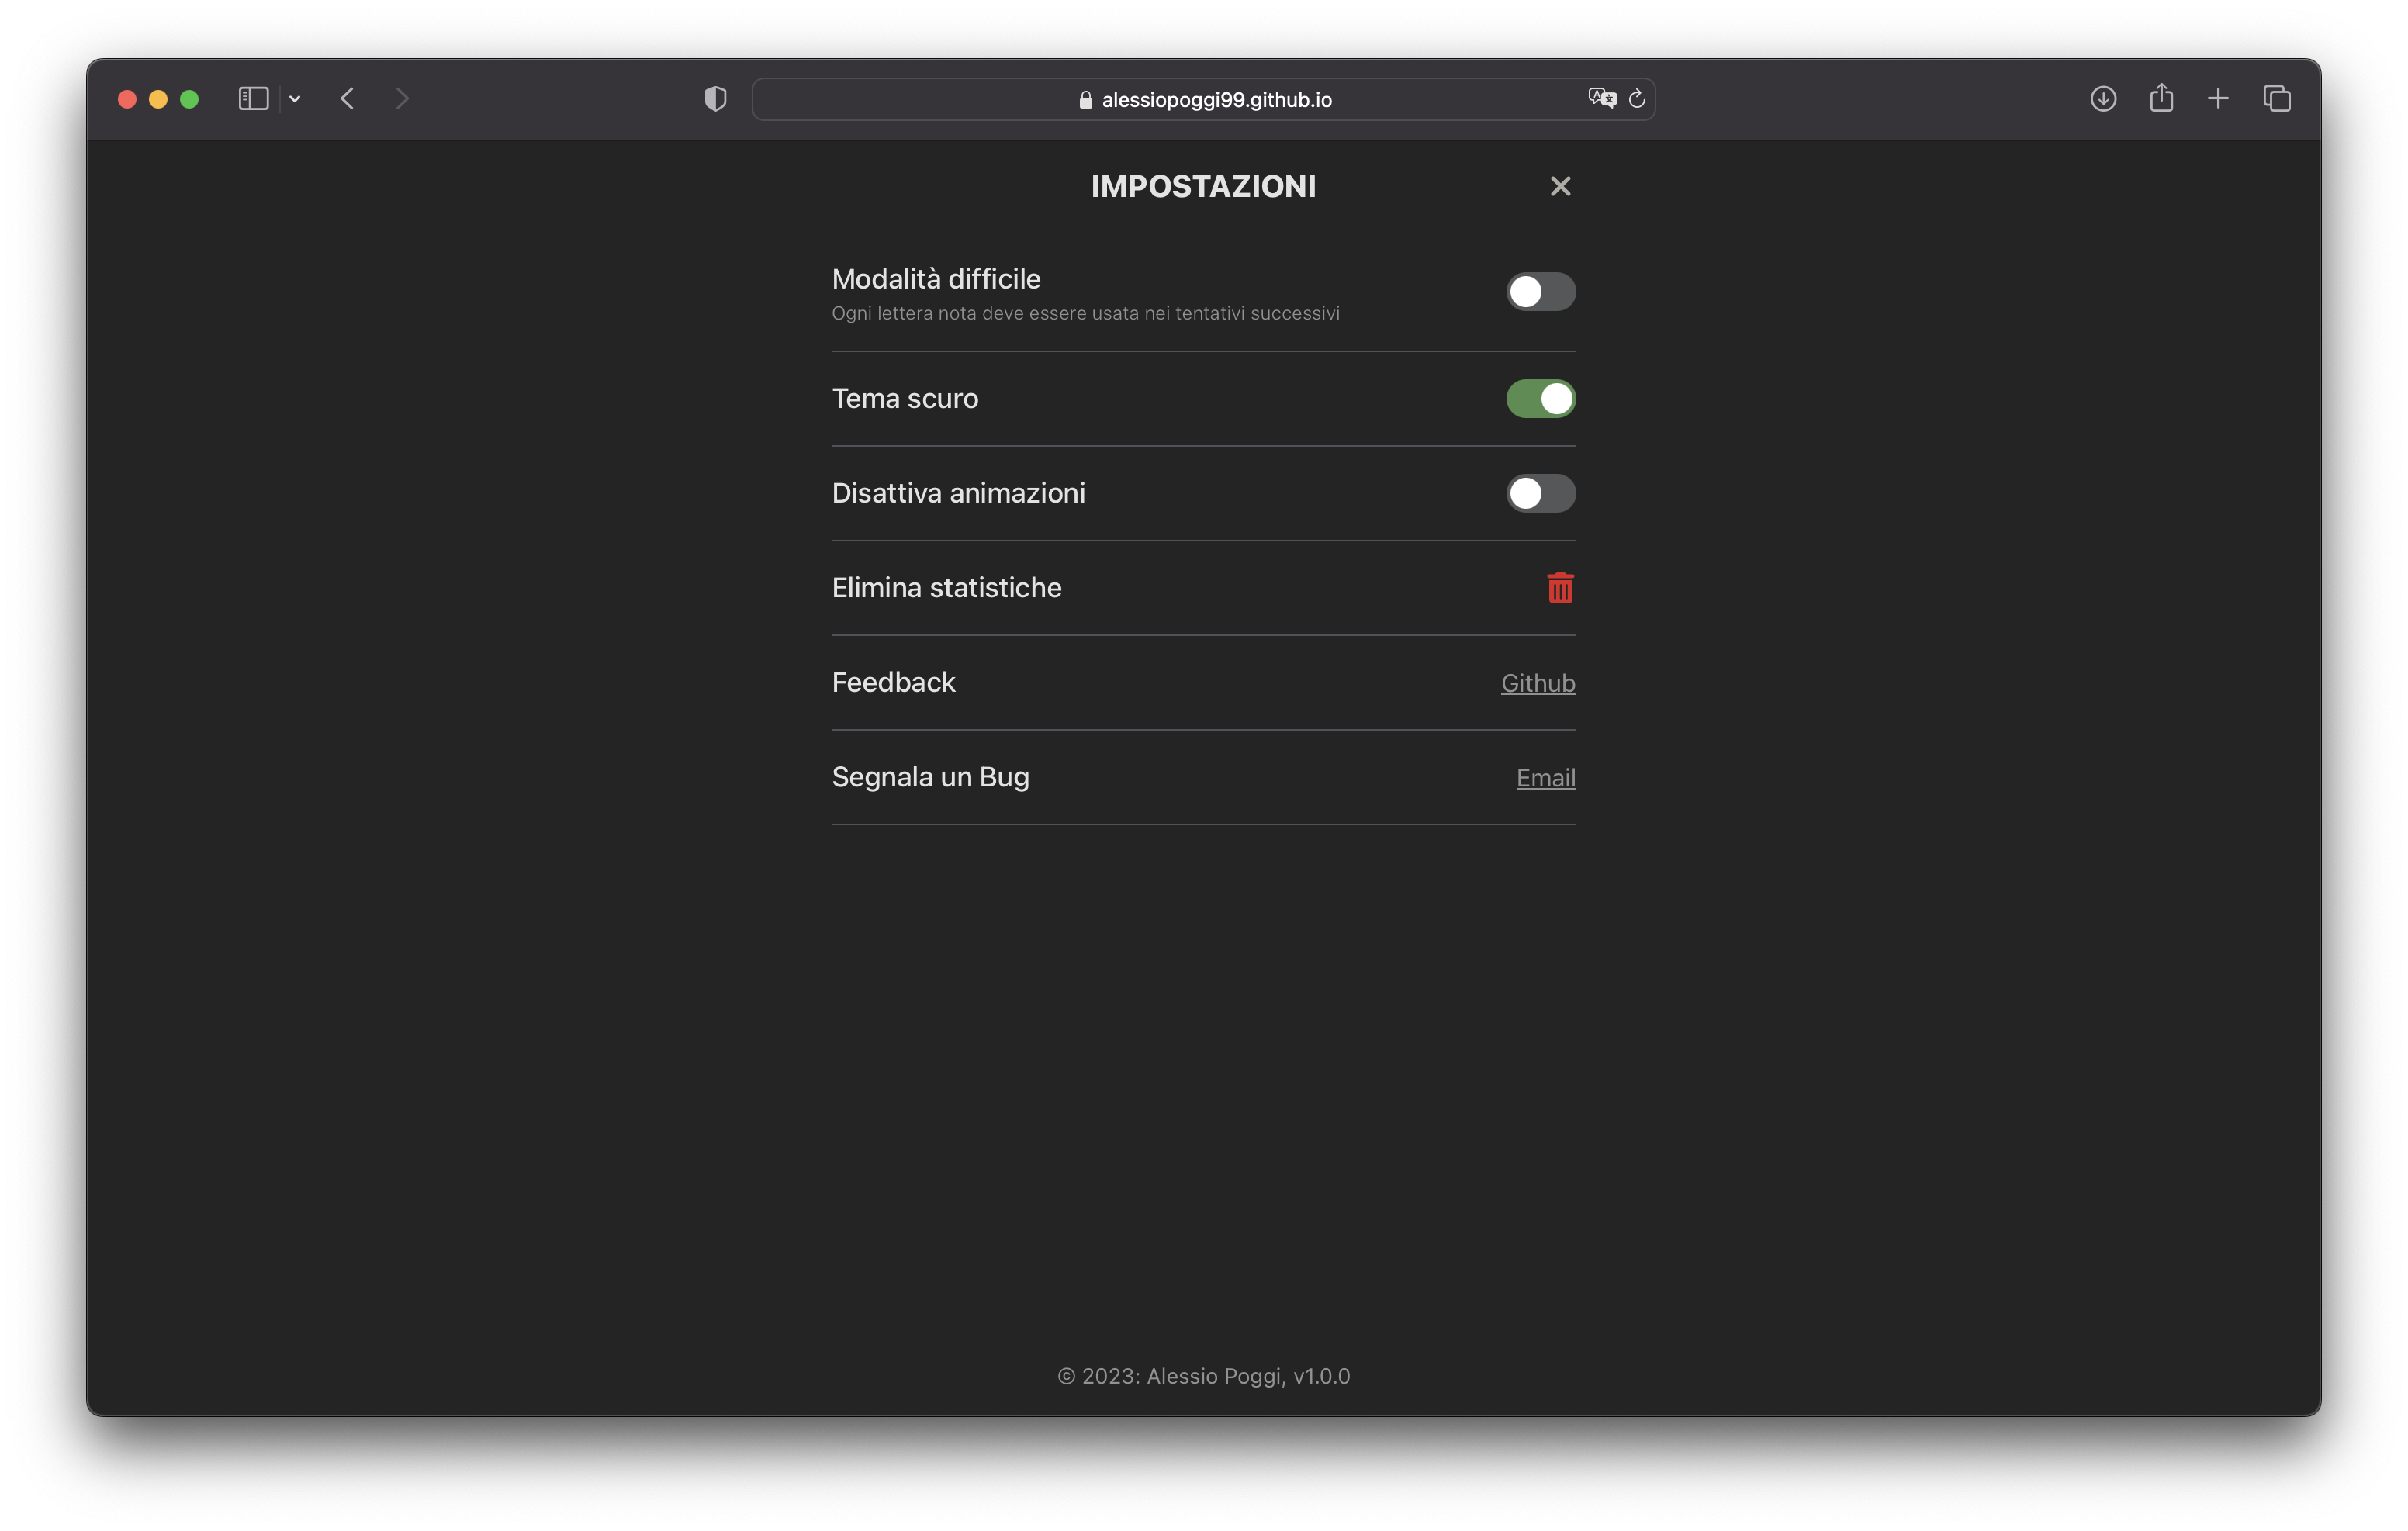 alessiopoggi99.github.io
IMPOSTAZIONI
Modalità difficile
Ogni lettera nota deve essere usata nei tentativi successivi
Tema scuro
Disattiva animazioni
Elimina statistiche
Feedback Github
Segnala un Bug Email
© 2023: Alessio Poggi, v1.0.0